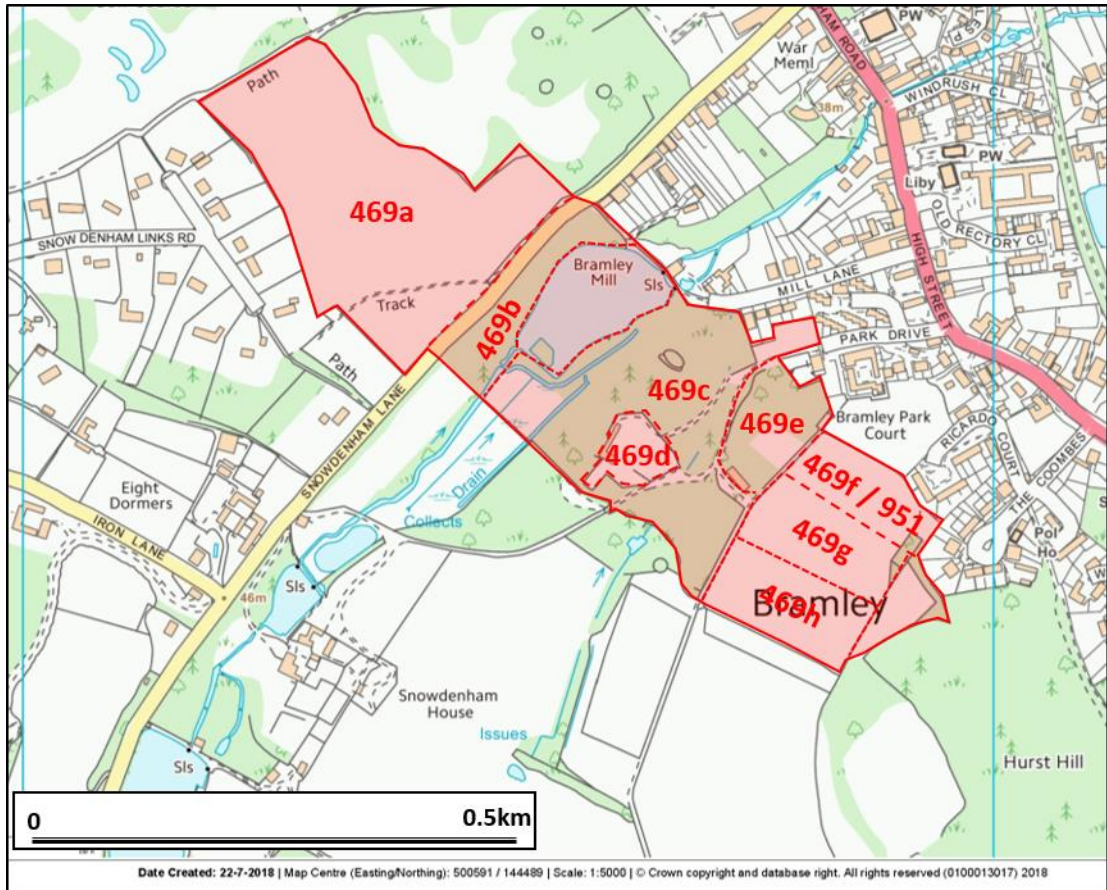 PW
PW
HAM ROAD
War
Meml
Path
WINDRUSH CL
38m
PW
Liby
469a
OLD RECTORY CL
SNOW DENHAM LINKS RD
HIGH STREET
Bramley
Mill
Sls
MILL LANE
Track
469b
PARK DRIVE
Path
469c
469e
Bramley Park
Court
RICARDO COURT
SNOWDENHAM LANE
469d
469f / 951
THE COOMBES
Eight
Dormers
Drain
469g
Collects
Pol
Ho
IRON LANE
Sls
46m
469h
Bramley
Snowdenham
House
Issues
Hurst Hill
Sls
0
0.5km
Date Created: 22-7-2018 | Map Centre (Easting/Northing): 500591 / 144489 | Scale: 1:5000 | © Crown copyright and database right. All rights reserved (0100013017) 2018